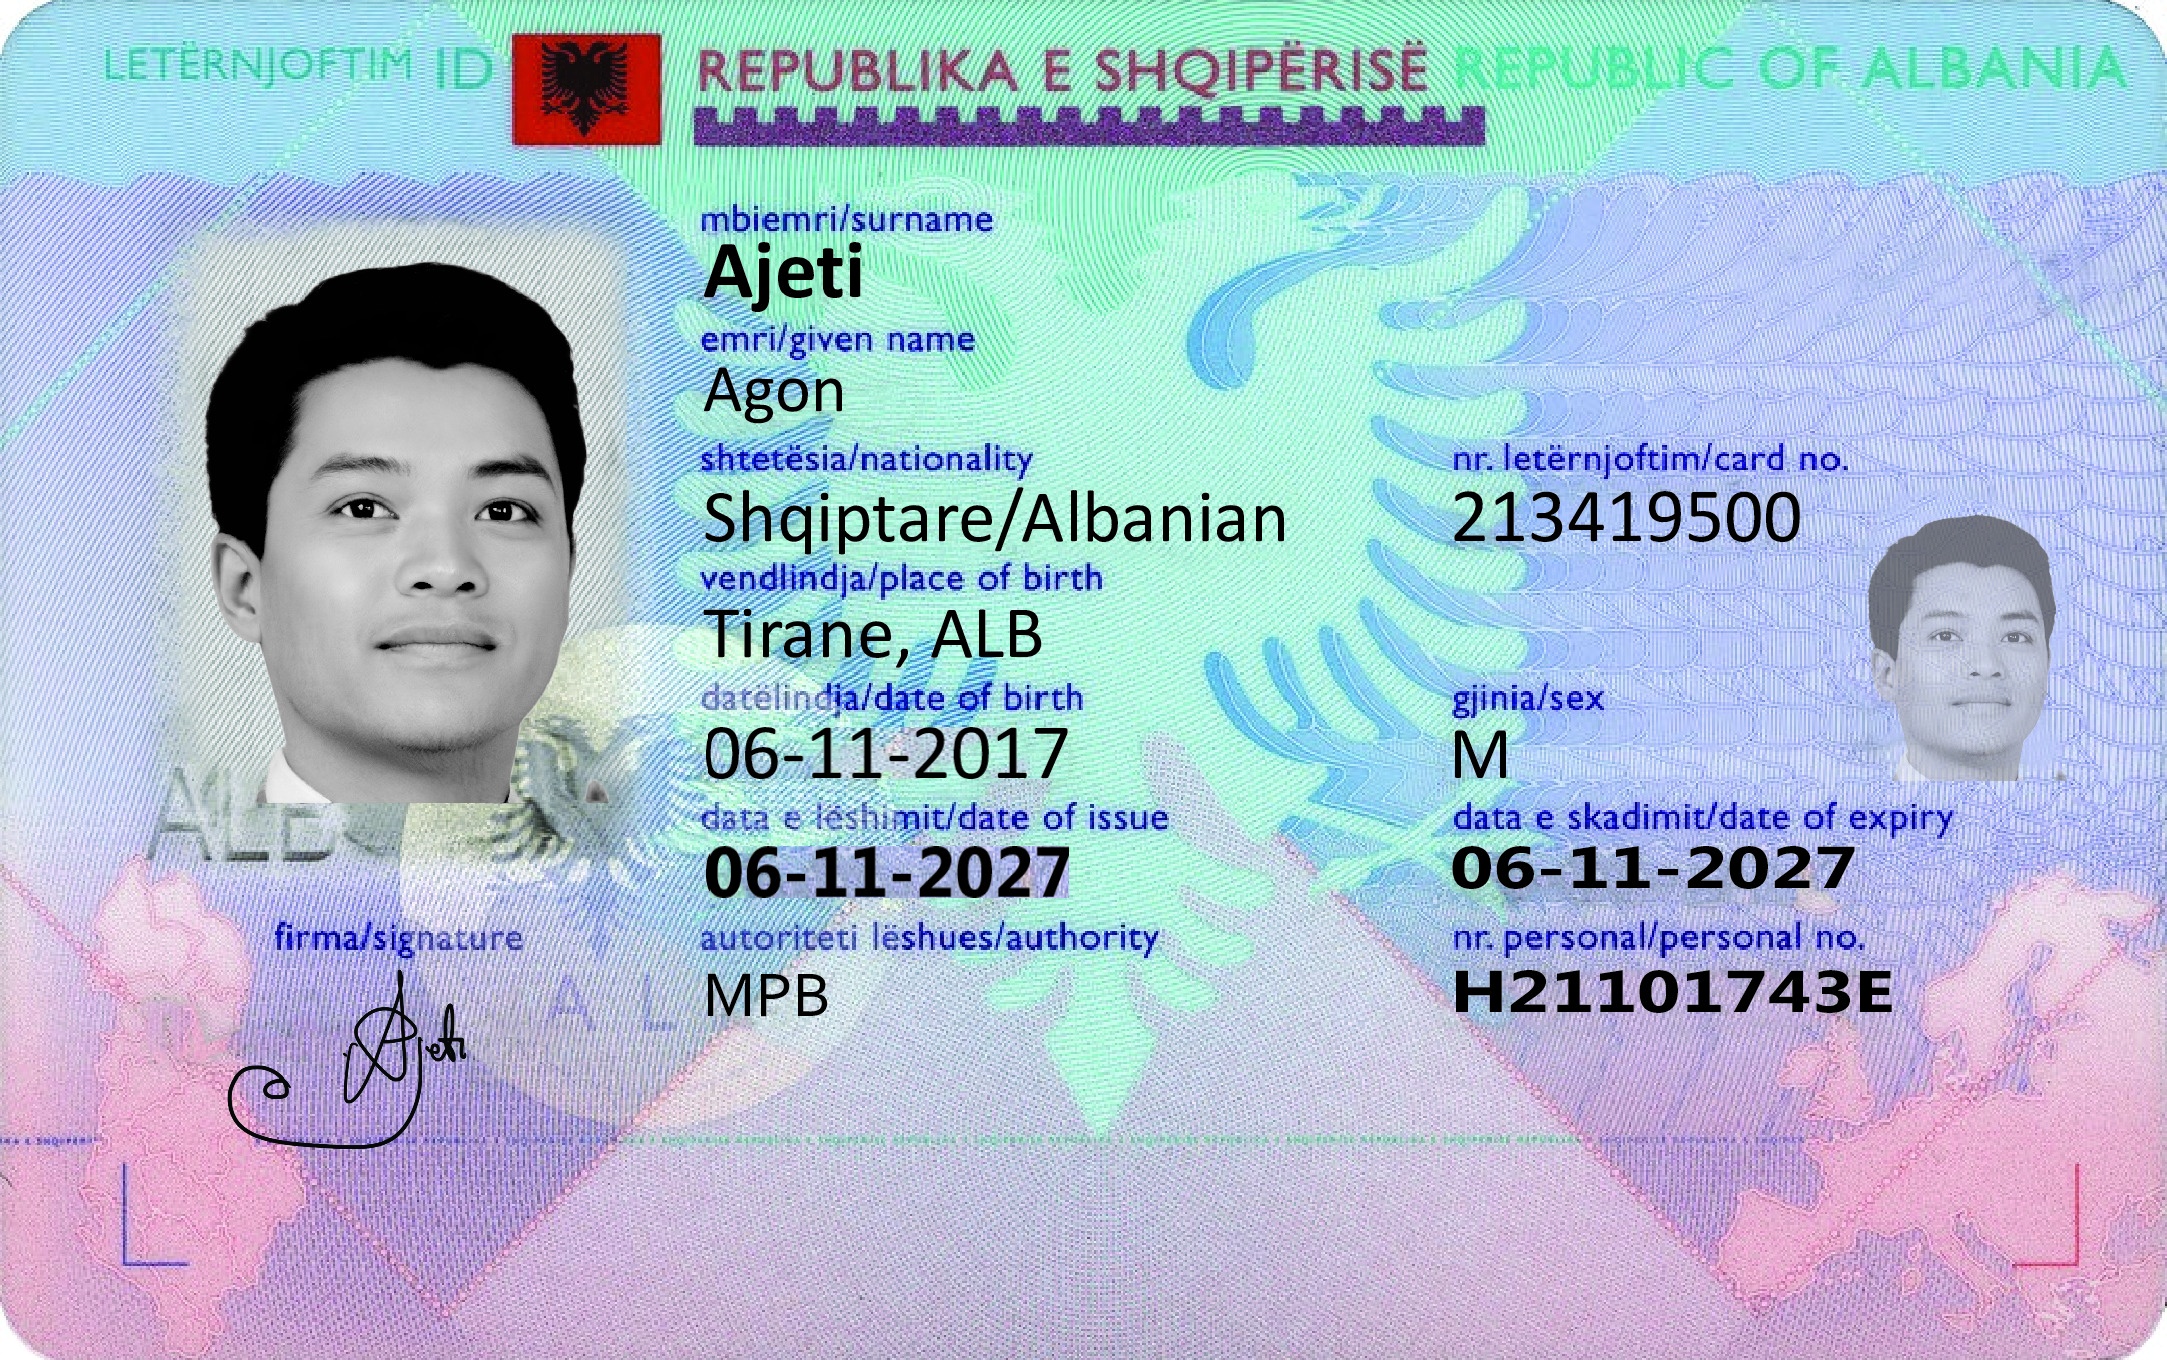 LETËRNJOFTIM ID REPUBLIKA E SHQIPËRISË REPUBLIC OF ALBANIA
mbiemri/surname
Ajeti
emri/given name
Agon
shtetësia/nationality
nr. letërnjoftim/card no.
Shqiptare/Albanian
213419500
vendlindja/place of birth
Tirane, ALB
datëlindja/date of birth
gjinia/sex
06-11-2017
M
data e lëshimit/date of issue
data e skadimit/date of expiry
06-11-2027
06-11-2027
firma/signature
autoriteti lëshues/authority
nr. personal/personal no.
MPB
H21101743E
Ajeti
ALB
A L